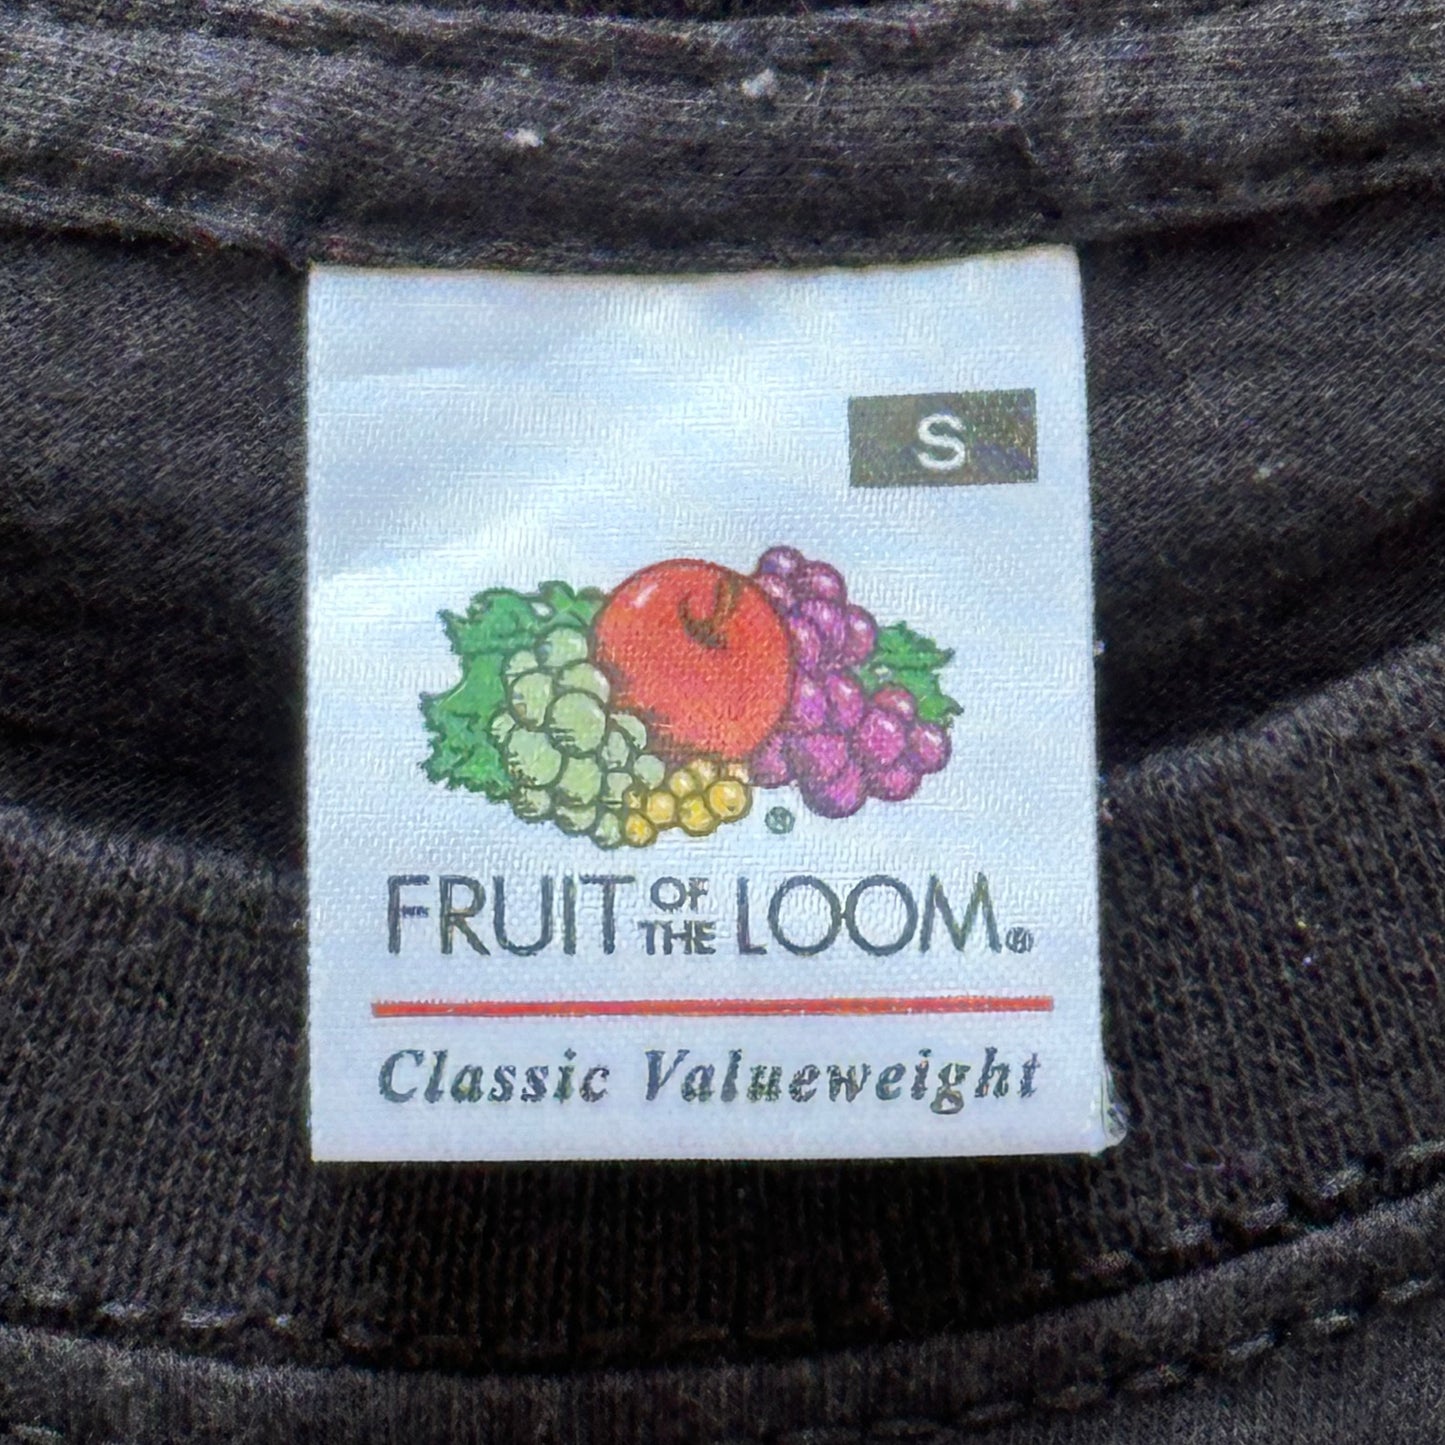 S
®
FRUIT OF THE LOOM®
Classic Valueweight